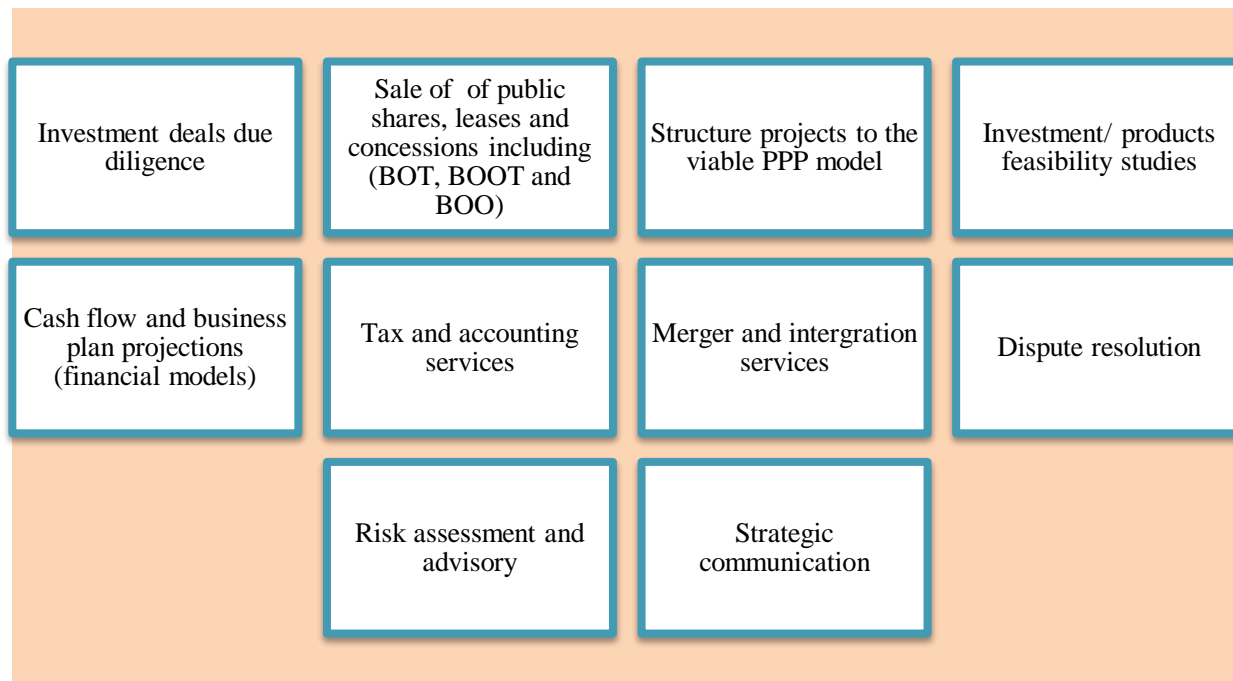 Investment deals due
diligence
Sale of  of public
shares, leases and
concessions including
(BOT, BOOT and
BOO)
Structure projects to the
viable PPP model
Investment/ products
feasibility studies
Cash flow and business
plan projections
(financial models)
Tax and accounting
services
Merger and intergration
services
Dispute resolution
Risk assessment and
advisory
Strategic
communication